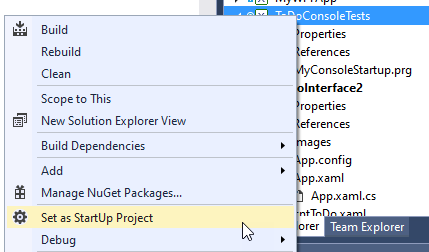 MyWPFApp
ToDoConsoleTests
Properties
References
MyConsoleStartup.prg
oInterface2
Properties
References
mages
App.config
App.xaml
App.xaml.cs
ntToDo.xaml
orer
Team Explorer
Build
Rebuild
Clean
Scope to This
New Solution Explorer View
Build Dependencies
Add
Manage NuGet Packages...
Set as StartUp Project
Debug